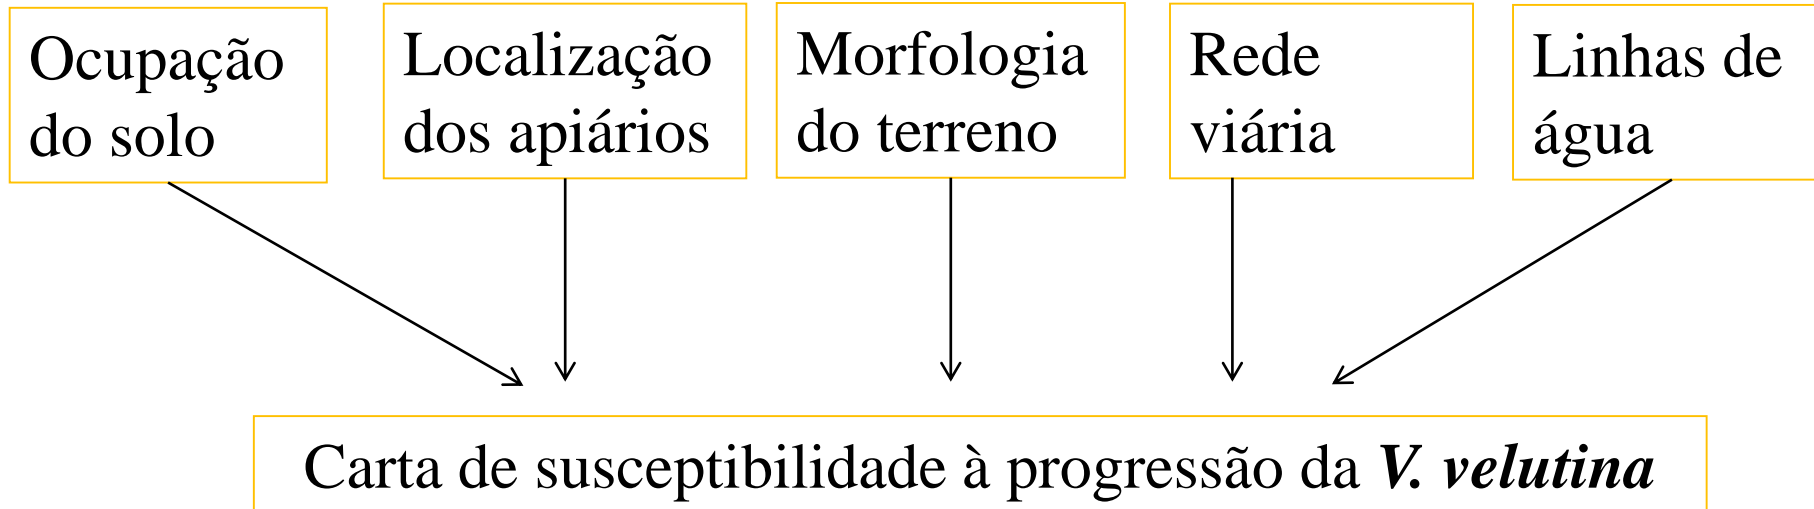 Ocupação
do solo
Localização
dos apiários
Morfologia
do terreno
Rede
viária
Linhas de
água
Carta de susceptibilidade à progressão da V. velutina